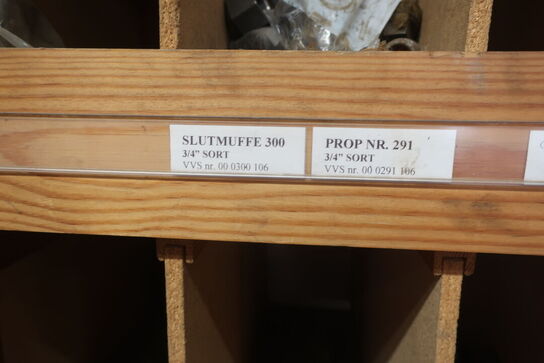 SLUTMUFFE 300
3/4" SORT
VVS nr. 00 0300 106
PROP NR. 291
3/4" SORT
VVS nr. 00 0291 106